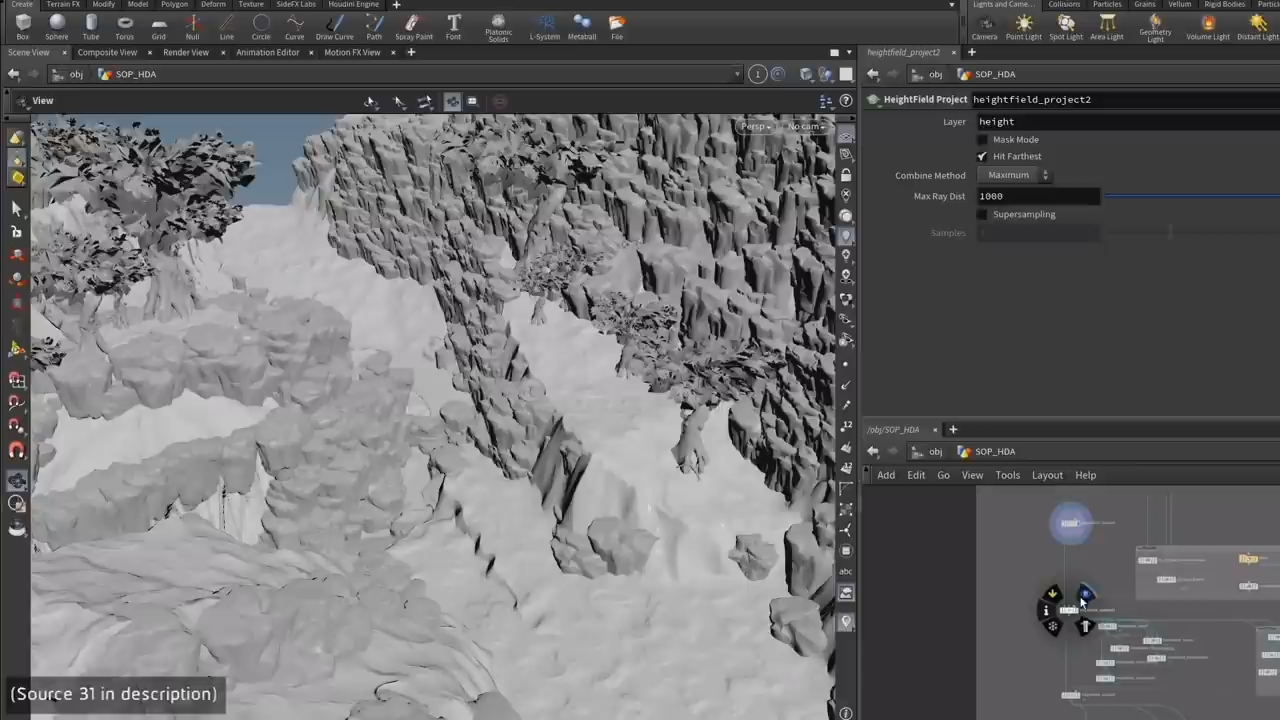 Create Terrain FX Modify Model Polygon Deform Texture SideFX Labs Houdini Engine
Lights and Came... Collisions Particles Grains Vellum Rigid Bodies
Box Sphere Tube Torus Grid Null Line Circle Curve Draw Curve Path Spray Paint Font Platonic Solids L-System Metaball File
Camera Point Light Spot Light Area Light Geometry Light Volume Light Distant Light
Scene View Composite View Render View Animation Editor Motion FX View
heightfield_project2
obj SOP_HDA
obj SOP_HDA
View
HeightField Project heightfield_project2
Layer height
Persp No cam
Mask Mode
Hit Farthest
Combine Method Maximum
Max Ray Dist 1000
Supersampling
Samples
/obj/SOP_HDA
obj SOP_HDA
Add Edit Go View Tools Layout Help
12
12
abc
(Source 31 in description)